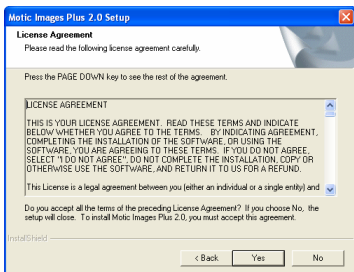 Motic Images Plus 2.0 Setup
License Agreement
Please read the following license agreement carefully.
Press the PAGE DOWN key to see the rest of the agreement.
LICENSE AGREEMENT
THIS IS YOUR LICENSE AGREEMENT. READ THESE TERMS AND INDICATE
BELOW WHETHER YOU AGREE TO THE TERMS. BY INDICATING AGREEMENT,
COMPLETING THE INSTALLATION OF THE SOFTWARE, OR USING THE
SOFTWARE, YOU ARE AGREEING TO THESE TERMS. IF YOU DO NOT AGREE,
SELECT "I DO NOT AGREE", DO NOT COMPLETE THE INSTALLATION, COPY OR
OTHERWISE USE THE SOFTWARE, AND RETURN IT TO US FOR A REFUND.
This License is a legal agreement between you (either an individual or a single entity) and
Do you accept all the terms of the preceding License Agreement? If you choose No, the
setup will close. To install Motic Images Plus 2.0, you must accept this agreement.
InstallShield
< Back Yes No